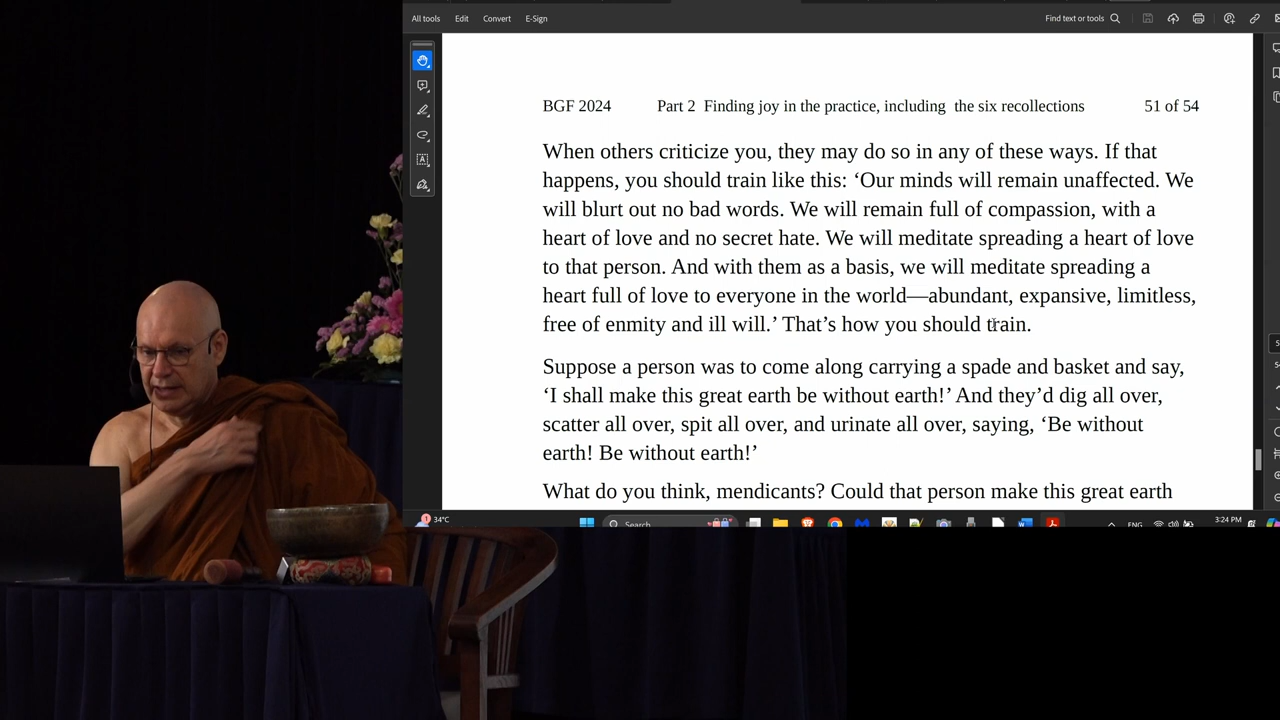 All tools Edit Convert E-Sign Find text or tools
BGF 2024 Part 2 Finding joy in the practice, including the six recollections 51 of 54
When others criticize you, they may do so in any of these ways. If that
happens, you should train like this: ‘Our minds will remain unaffected. We
will blurt out no bad words. We will remain full of compassion, with a
heart of love and no secret hate. We will meditate spreading a heart of love
to that person. And with them as a basis, we will meditate spreading a
heart full of love to everyone in the world—abundant, expansive, limitless,
free of enmity and ill will.’ That’s how you should train.
Suppose a person was to come along carrying a spade and basket and say,
‘I shall make this great earth be without earth!’ And they’d dig all over,
scatter all over, spit all over, and urinate all over, saying, ‘Be without
earth! Be without earth!’
What do you think, mendicants? Could that person make this great earth
34°C Search ENG 3:24 PM